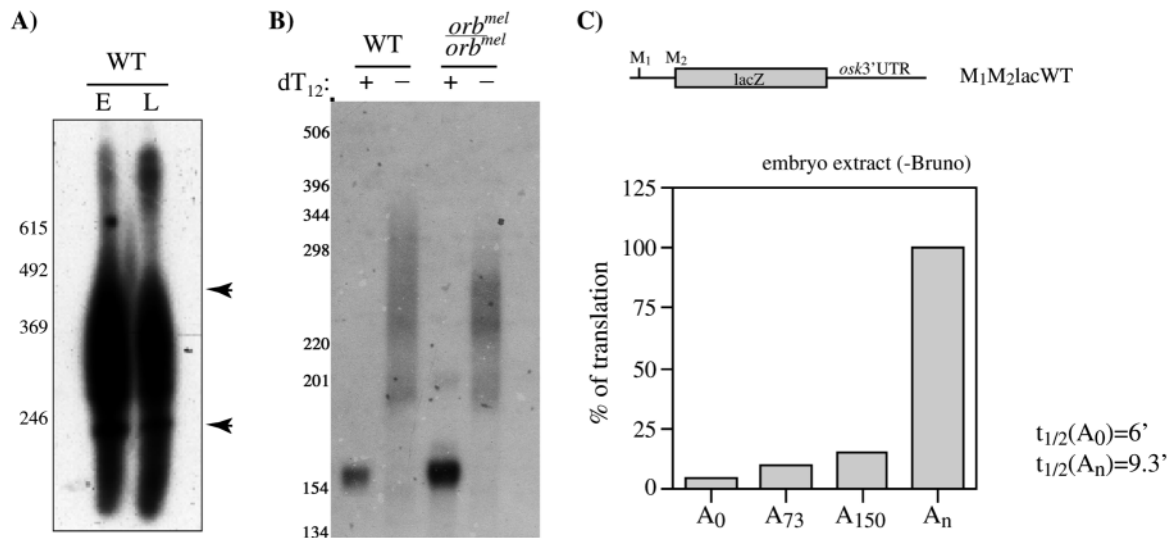 A)
WT
E L
615
492
369
246
B)
WT orb^mel/orb^mel
dT12: + − + −
506
396
344
298
220
201
154
134
C)
M1 M2
lacZ
osk3'UTR
M1M2lacWT
embryo extract (-Bruno)
% of translation
125
100
75
50
25
0
A0 A73 A150 An
t1/2(A0)=6'
t1/2(An)=9.3'